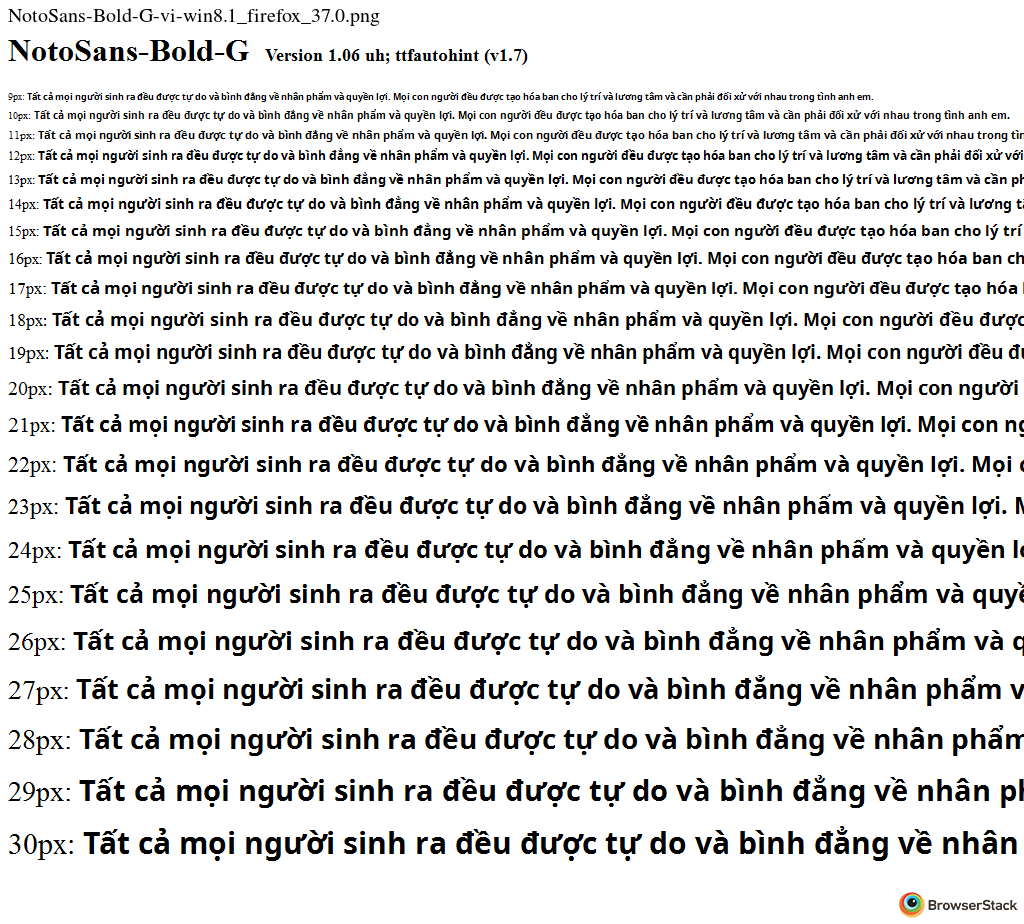 NotoSans-Bold-G-vi-win8.1_firefox_37.0.png
NotoSans-Bold-G Version 1.06 uh; ttfautohint (v1.7)
9px: Tất cả mọi người sinh ra đều được tự do và bình đẳng về nhân phẩm và quyền lợi. Mọi con người đều được tạo hóa ban cho lý trí và lương tâm và cần phải đối xử với nhau trong tình anh em.
10px: Tất cả mọi người sinh ra đều được tự do và bình đẳng về nhân phẩm và quyền lợi. Mọi con người đều được tạo hóa ban cho lý trí và lương tâm và cần phải đối xử với nhau trong tình anh em.
11px: Tất cả mọi người sinh ra đều được tự do và bình đẳng về nhân phẩm và quyền lợi. Mọi con người đều được tạo hóa ban cho lý trí và lương tâm và cần phải đối xử với nhau trong tìn
12px: Tất cả mọi người sinh ra đều được tự do và bình đẳng về nhân phẩm và quyền lợi. Mọi con người đều được tạo hóa ban cho lý trí và lương tâm và cần phải đối xử với
13px: Tất cả mọi người sinh ra đều được tự do và bình đẳng về nhân phẩm và quyền lợi. Mọi con người đều được tạo hóa ban cho lý trí và lương tâm và cần ph
14px: Tất cả mọi người sinh ra đều được tự do và bình đẳng về nhân phẩm và quyền lợi. Mọi con người đều được tạo hóa ban cho lý trí và lương t
15px: Tất cả mọi người sinh ra đều được tự do và bình đẳng về nhân phẩm và quyền lợi. Mọi con người đều được tạo hóa ban cho lý trí
16px: Tất cả mọi người sinh ra đều được tự do và bình đẳng về nhân phẩm và quyền lợi. Mọi con người đều được tạo hóa ban ch
17px: Tất cả mọi người sinh ra đều được tự do và bình đẳng về nhân phẩm và quyền lợi. Mọi con người đều được tạo hóa
18px: Tất cả mọi người sinh ra đều được tự do và bình đẳng về nhân phẩm và quyền lợi. Mọi con người đều được
19px: Tất cả mọi người sinh ra đều được tự do và bình đẳng về nhân phẩm và quyền lợi. Mọi con người đều đư
20px: Tất cả mọi người sinh ra đều được tự do và bình đẳng về nhân phẩm và quyền lợi. Mọi con người
21px: Tất cả mọi người sinh ra đều được tự do và bình đẳng về nhân phẩm và quyền lợi. Mọi con ng
22px: Tất cả mọi người sinh ra đều được tự do và bình đẳng về nhân phẩm và quyền lợi. Mọi c
23px: Tất cả mọi người sinh ra đều được tự do và bình đẳng về nhân phẩm và quyền lợi. M
24px: Tất cả mọi người sinh ra đều được tự do và bình đẳng về nhân phẩm và quyền lợ
25px: Tất cả mọi người sinh ra đều được tự do và bình đẳng về nhân phẩm và quyề
26px: Tất cả mọi người sinh ra đều được tự do và bình đẳng về nhân phẩm và q
27px: Tất cả mọi người sinh ra đều được tự do và bình đẳng về nhân phẩm v
28px: Tất cả mọi người sinh ra đều được tự do và bình đẳng về nhân phẩm
29px: Tất cả mọi người sinh ra đều được tự do và bình đẳng về nhân ph
30px: Tất cả mọi người sinh ra đều được tự do và bình đẳng về nhân
BrowserStack